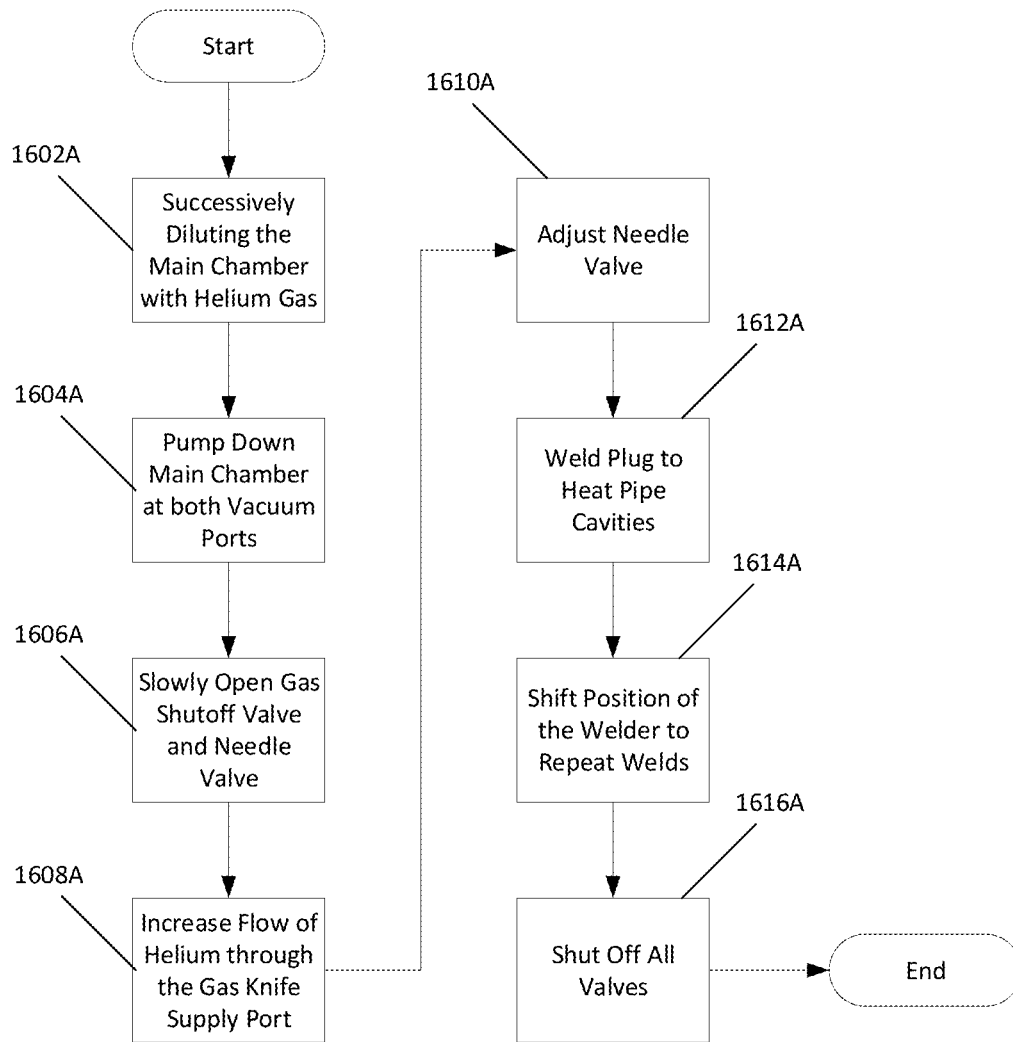 Start
1602A
Successively
Diluting the
Main Chamber
with Helium Gas
1604A
Pump Down
Main Chamber
at both Vacuum
Ports
1606A
Slowly Open Gas
Shutoff Valve
and Needle
Valve
1608A
Increase Flow of
Helium through
the Gas Knife
Supply Port
1610A
Adjust Needle
Valve
1612A
Weld Plug to
Heat Pipe
Cavities
1614A
Shift Position of
the Welder to
Repeat Welds
1616A
Shut Off All
Valves
End